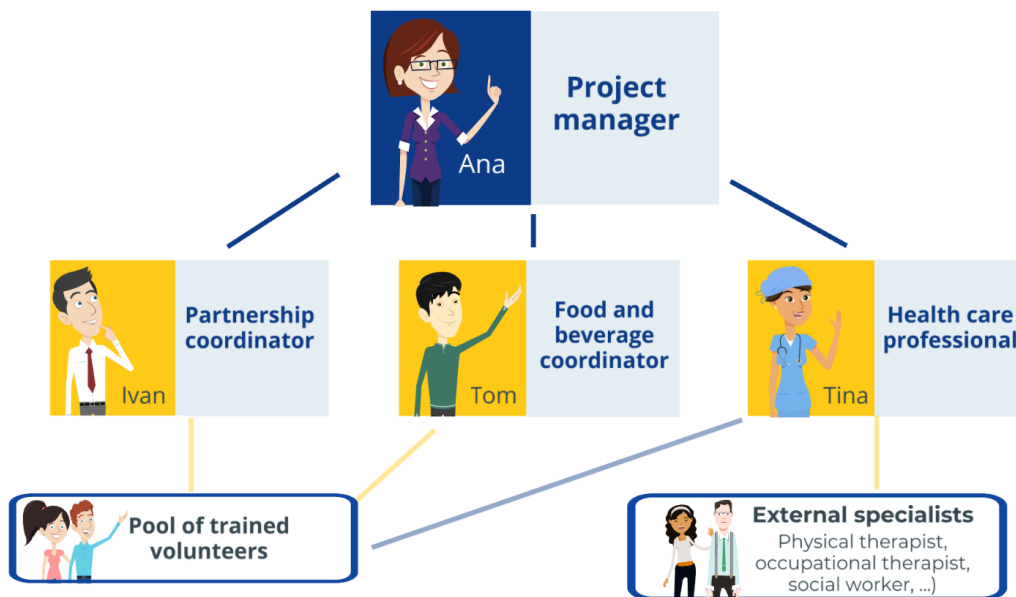 Project
manager
Ana
Partnership
coordinator
Ivan
Food and
beverage
coordinator
Tom
Health care
professional
Tina
Pool of trained
volunteers
External specialists
Physical therapist,
occupational therapist,
social worker, ...)